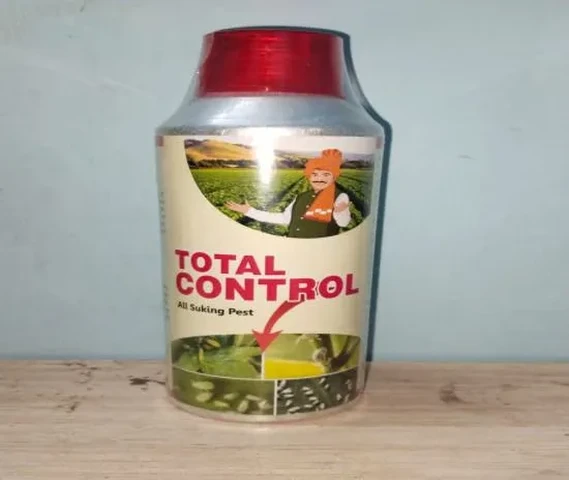 TOTAL
CONTROL
All Suking Pest